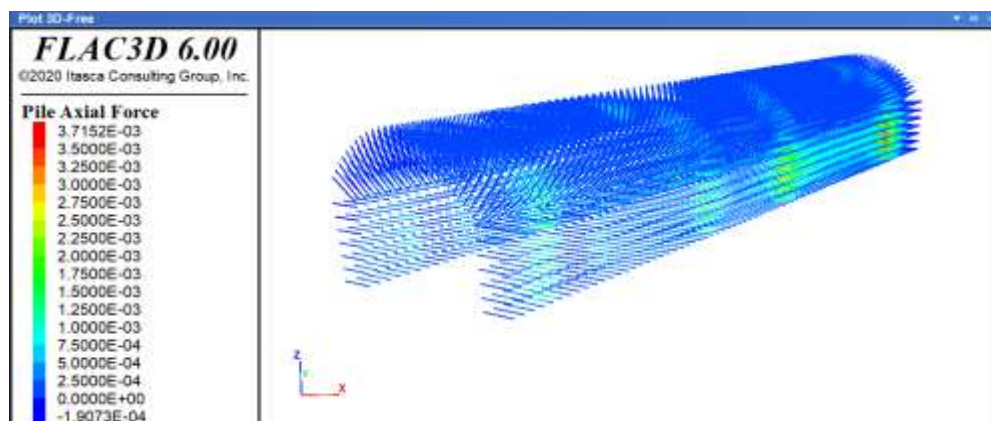 Plot 3D-Free
FLAC3D 6.00
©2020 Itasca Consulting Group, Inc.
Pile Axial Force
3.7152E-03
3.5000E-03
3.2500E-03
3.0000E-03
2.7500E-03
2.5000E-03
2.2500E-03
2.0000E-03
1.7500E-03
1.5000E-03
1.2500E-03
1.0000E-03
7.5000E-04
5.0000E-04
2.5000E-04
0.0000E+00
-1.9073E-04
Z
Y
X